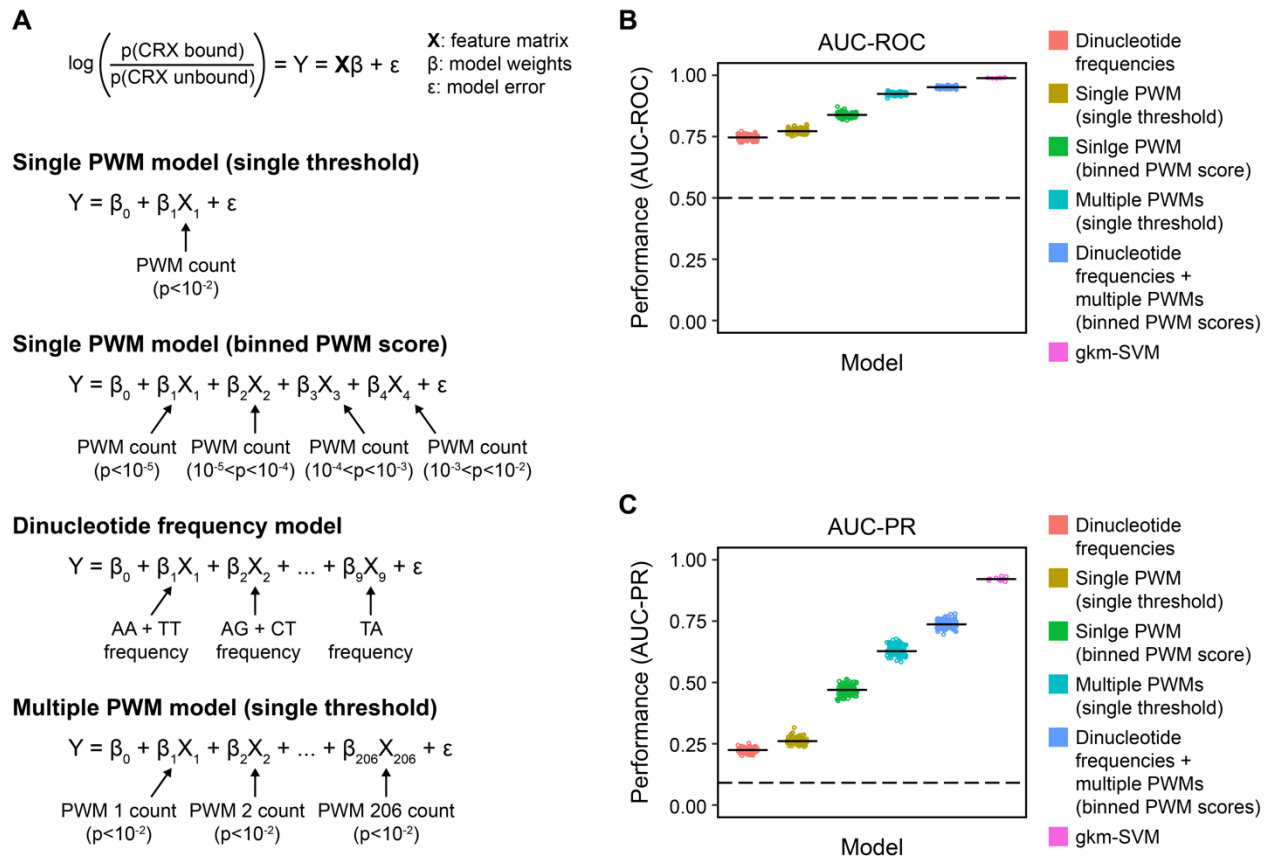 A
log ( p(CRX bound) / p(CRX unbound) ) = Y = Xβ + ε
X: feature matrix
β: model weights
ε: model error
Single PWM model (single threshold)
Y = β₀ + β₁X₁ + ε
PWM count
(p<10⁻²)
Single PWM model (binned PWM score)
Y = β₀ + β₁X₁ + β₂X₂ + β₃X₃ + β₄X₄ + ε
PWM count PWM count PWM count PWM count
(p<10⁻⁵) (10⁻⁵<p<10⁻⁴) (10⁻⁴<p<10⁻³) (10⁻³<p<10⁻²)
Dinucleotide frequency model
Y = β₀ + β₁X₁ + β₂X₂ + ... + β₉X₉ + ε
AA + TT AG + CT TA
frequency frequency frequency
Multiple PWM model (single threshold)
Y = β₀ + β₁X₁ + β₂X₂ + ... + β₂₀₆X₂₀₆ + ε
PWM 1 count PWM 2 count PWM 206 count
(p<10⁻²) (p<10⁻²) (p<10⁻²)
B
AUC-ROC
Performance (AUC-ROC)
1.00
0.75
0.50
0.25
0.00
Model
Dinucleotide
frequencies
Single PWM
(single threshold)
Sinlge PWM
(binned PWM score)
Multiple PWMs
(single threshold)
Dinucleotide
frequencies +
multiple PWMs
(binned PWM scores)
gkm-SVM
C
AUC-PR
Performance (AUC-PR)
1.00
0.75
0.50
0.25
0.00
Model
Dinucleotide
frequencies
Single PWM
(single threshold)
Sinlge PWM
(binned PWM score)
Multiple PWMs
(single threshold)
Dinucleotide
frequencies +
multiple PWMs
(binned PWM scores)
gkm-SVM